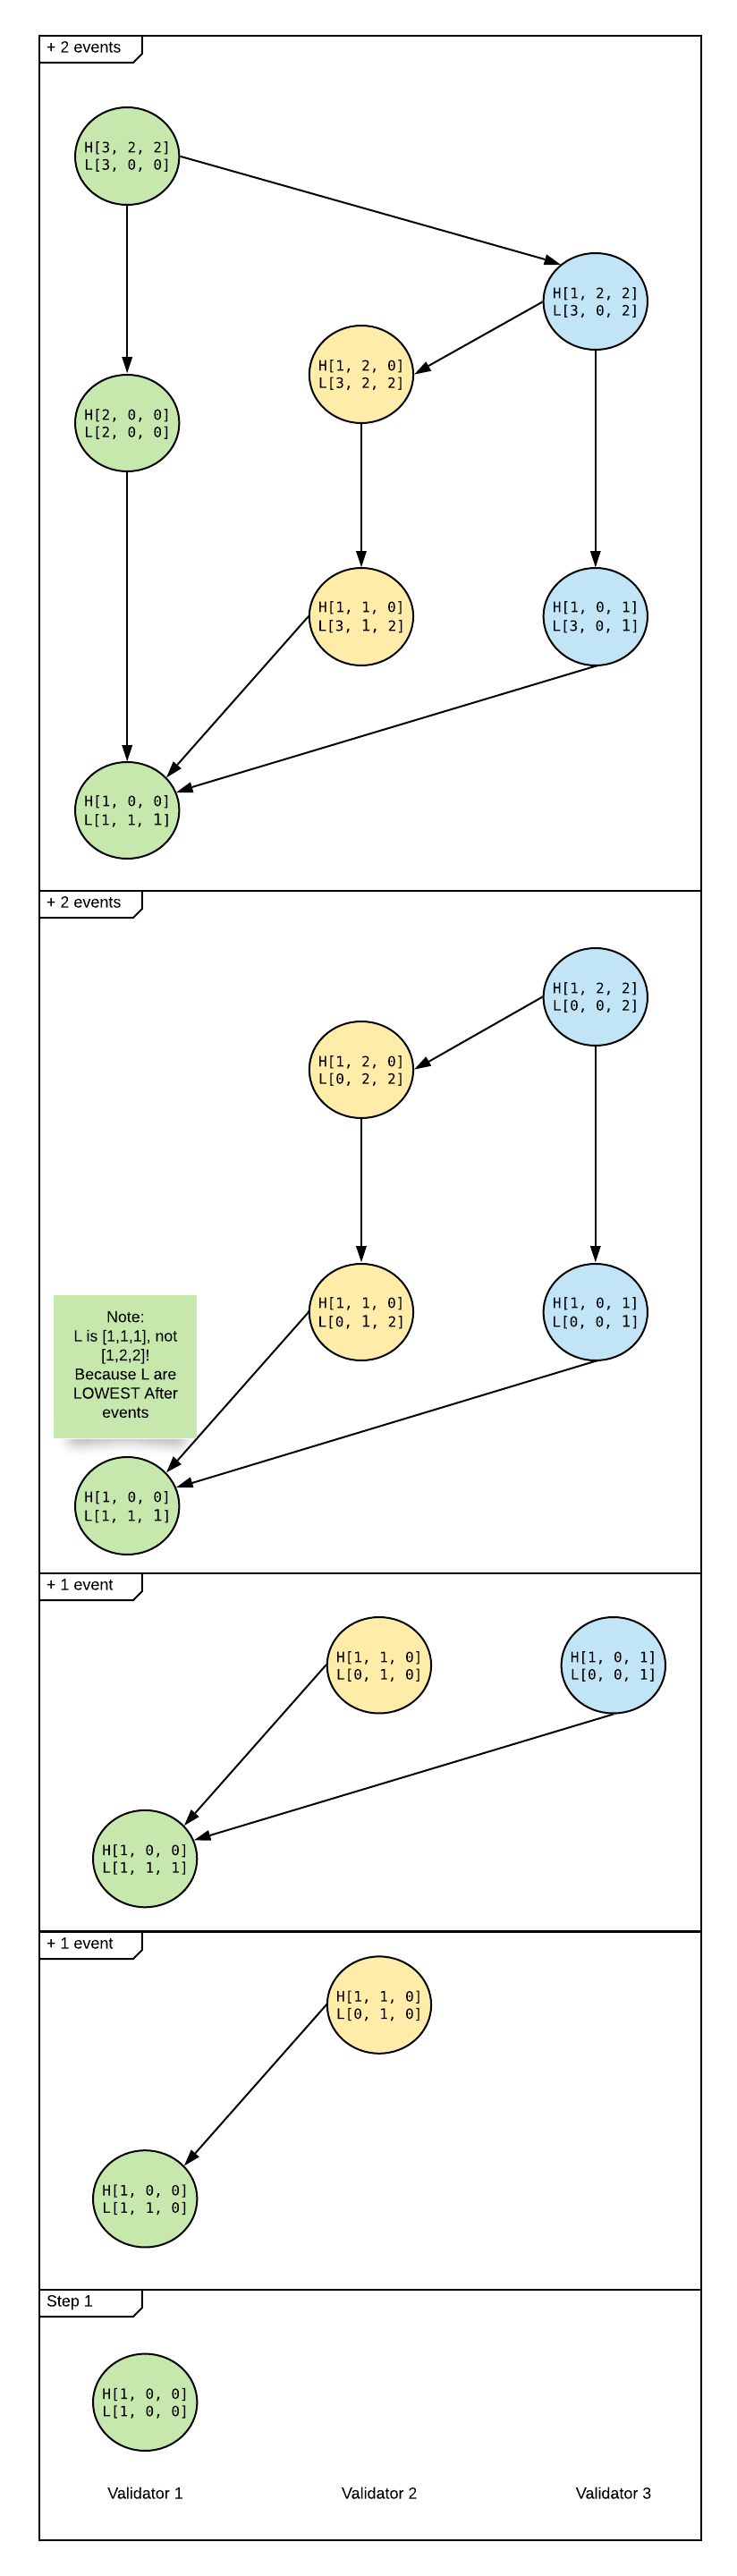 + 2 events
H[3, 2, 2]
L[3, 0, 0]
H[1, 2, 2]
L[3, 0, 2]
H[1, 2, 0]
L[3, 2, 2]
H[2, 0, 0]
L[2, 0, 0]
H[1, 1, 0]
L[3, 1, 2]
H[1, 0, 1]
L[3, 0, 1]
H[1, 0, 0]
L[1, 1, 1]
+ 2 events
H[1, 2, 2]
L[0, 0, 2]
H[1, 2, 0]
L[0, 2, 2]
Note:
L is [1,1,1], not
[1,2,2]!
Because L are
LOWEST After
events
H[1, 1, 0]
L[0, 1, 2]
H[1, 0, 1]
L[0, 0, 1]
H[1, 0, 0]
L[1, 1, 1]
+ 1 event
H[1, 1, 0]
L[0, 1, 0]
H[1, 0, 1]
L[0, 0, 1]
H[1, 0, 0]
L[1, 1, 1]
+ 1 event
H[1, 1, 0]
L[0, 1, 0]
H[1, 0, 0]
L[1, 1, 0]
Step 1
H[1, 0, 0]
L[1, 0, 0]
Validator 1
Validator 2
Validator 3